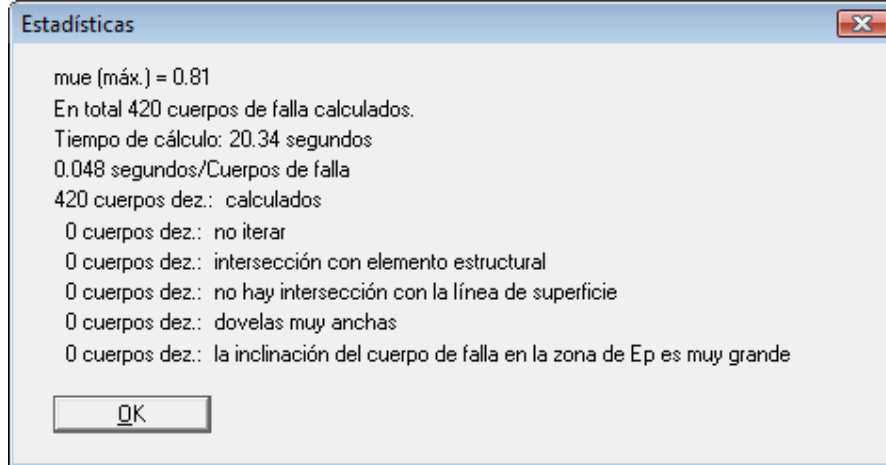 Estadísticas
mue (máx.) = 0.81
En total 420 cuerpos de falla calculados.
Tiempo de cálculo: 20.34 segundos
0.048 segundos/Cuerpos de falla
420 cuerpos dez.: calculados
0 cuerpos dez.: no iterar
0 cuerpos dez.: intersección con elemento estructural
0 cuerpos dez.: no hay intersección con la línea de superficie
0 cuerpos dez.: dovelas muy anchas
0 cuerpos dez.: la inclinación del cuerpo de falla en la zona de Ep es muy grande
OK